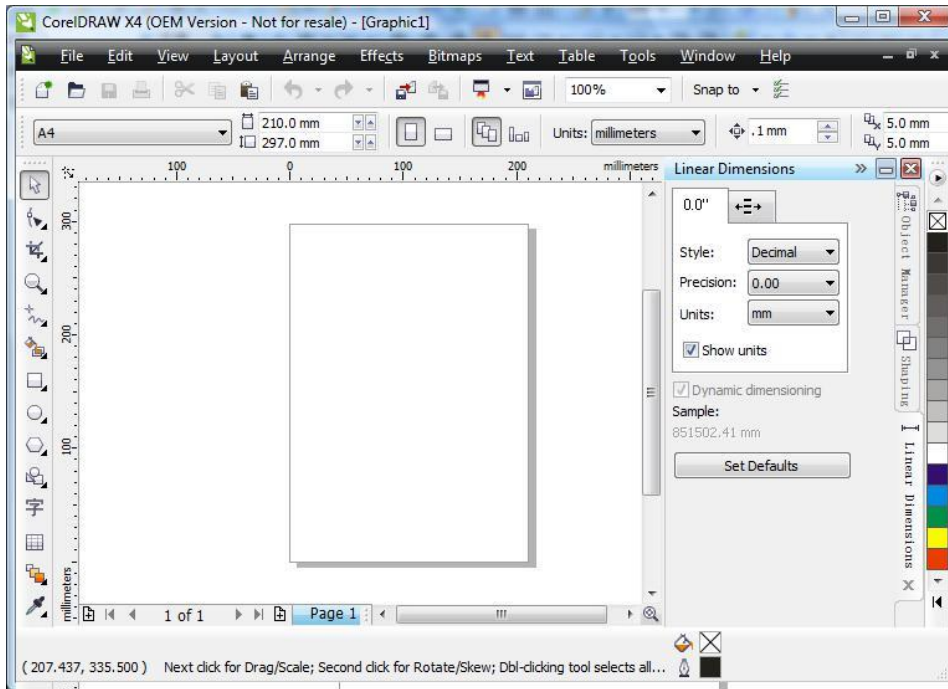 CorelDRAW X4 (OEM Version - Not for resale) - [Graphic1]
File Edit View Layout Arrange Effects Bitmaps Text Table Tools Window Help
100% Snap to
A4 210.0 mm 297.0 mm Units: millimeters .1 mm 5.0 mm 5.0 mm
100 0 100 200 millimeters
300
200
100
millimeters
字
Linear Dimensions
0.0"
Style: Decimal
Precision: 0.00
Units: mm
Show units
Dynamic dimensioning
Sample:
851502.41 mm
Set Defaults
Object Manager
Shaping
Linear Dimensions
1 of 1 Page 1
( 207.437, 335.500 ) Next click for Drag/Scale; Second click for Rotate/Skew; Dbl-clicking tool selects all...